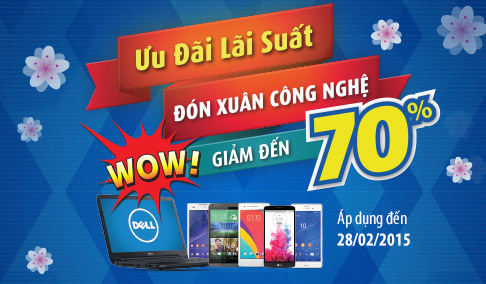 Ưu Đãi Lãi Suất
ĐÓN XUÂN CÔNG NGHỆ
WOW! GIẢM ĐẾN 70%
DELL
Áp dụng đến
28/02/2015